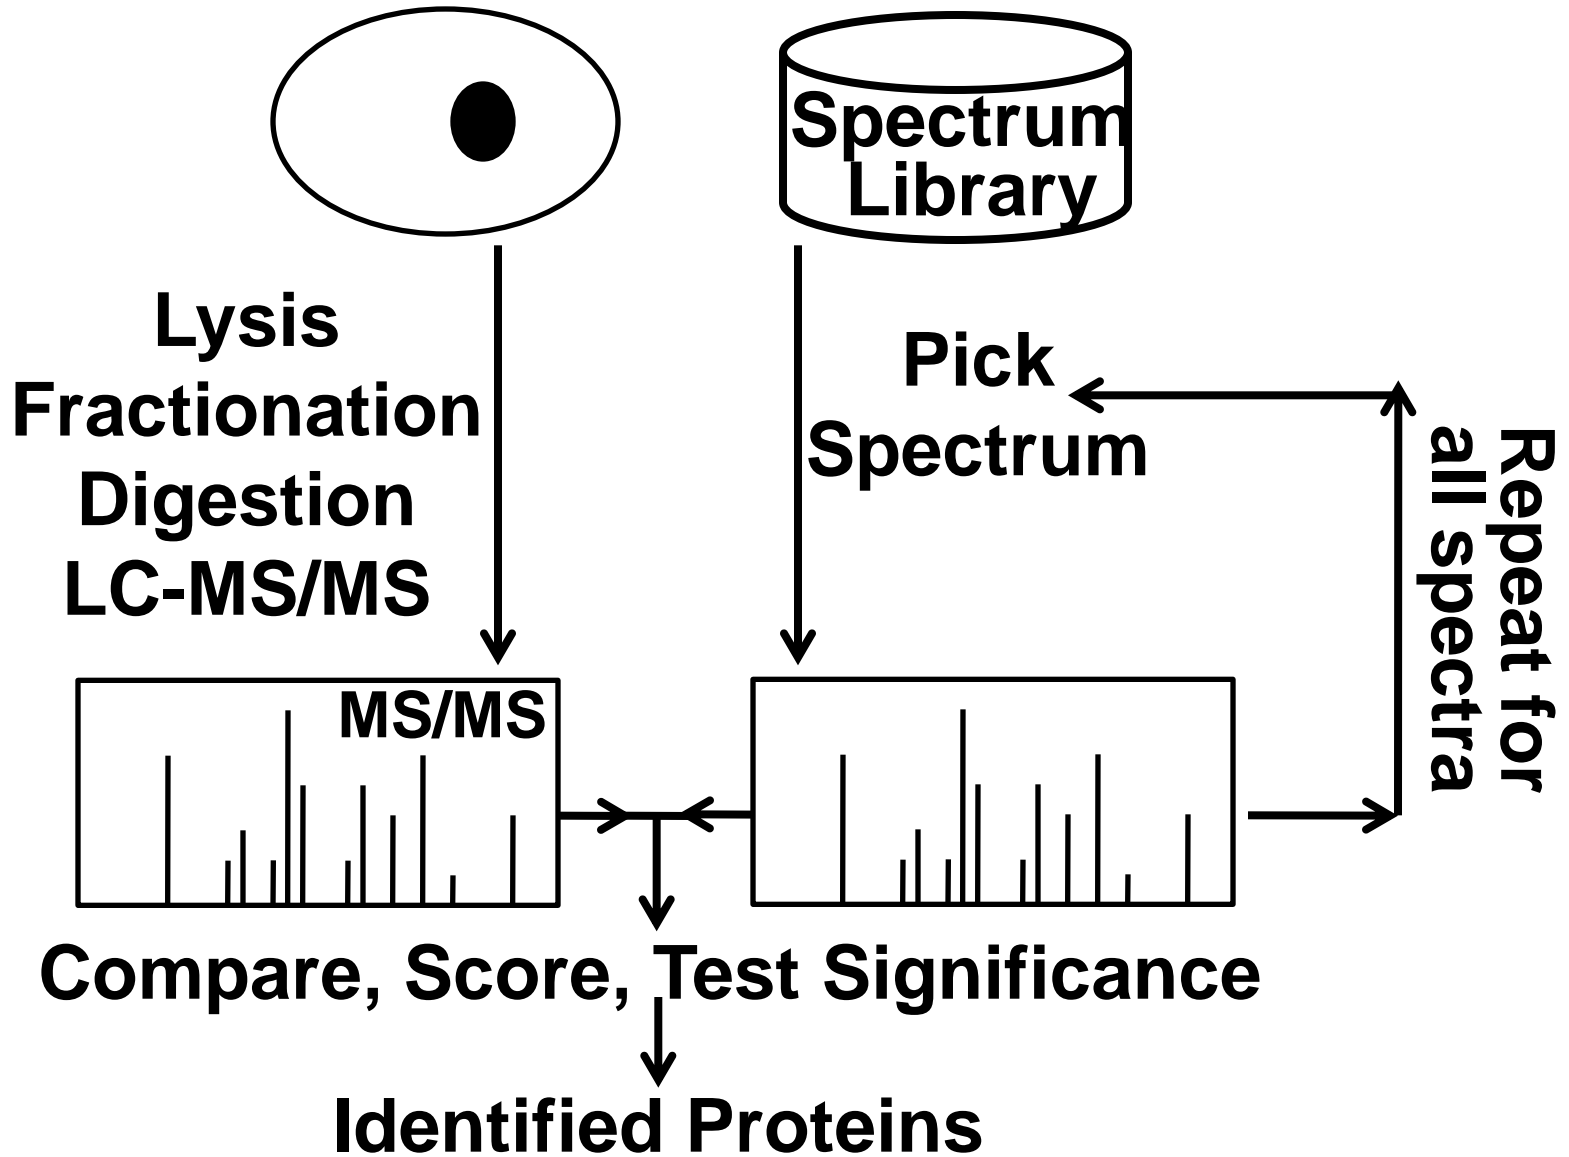 Spectrum
Library
Lysis
Fractionation
Digestion
LC-MS/MS
Pick
Spectrum
Repeat for
all spectra
MS/MS
Compare, Score, Test Significance
Identified Proteins